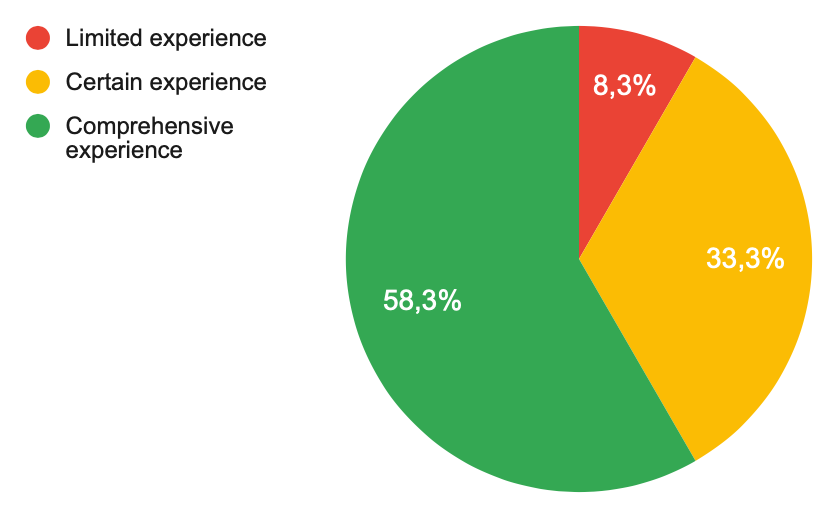 Limited experience
Certain experience
Comprehensive
experience
8,3%
33,3%
58,3%